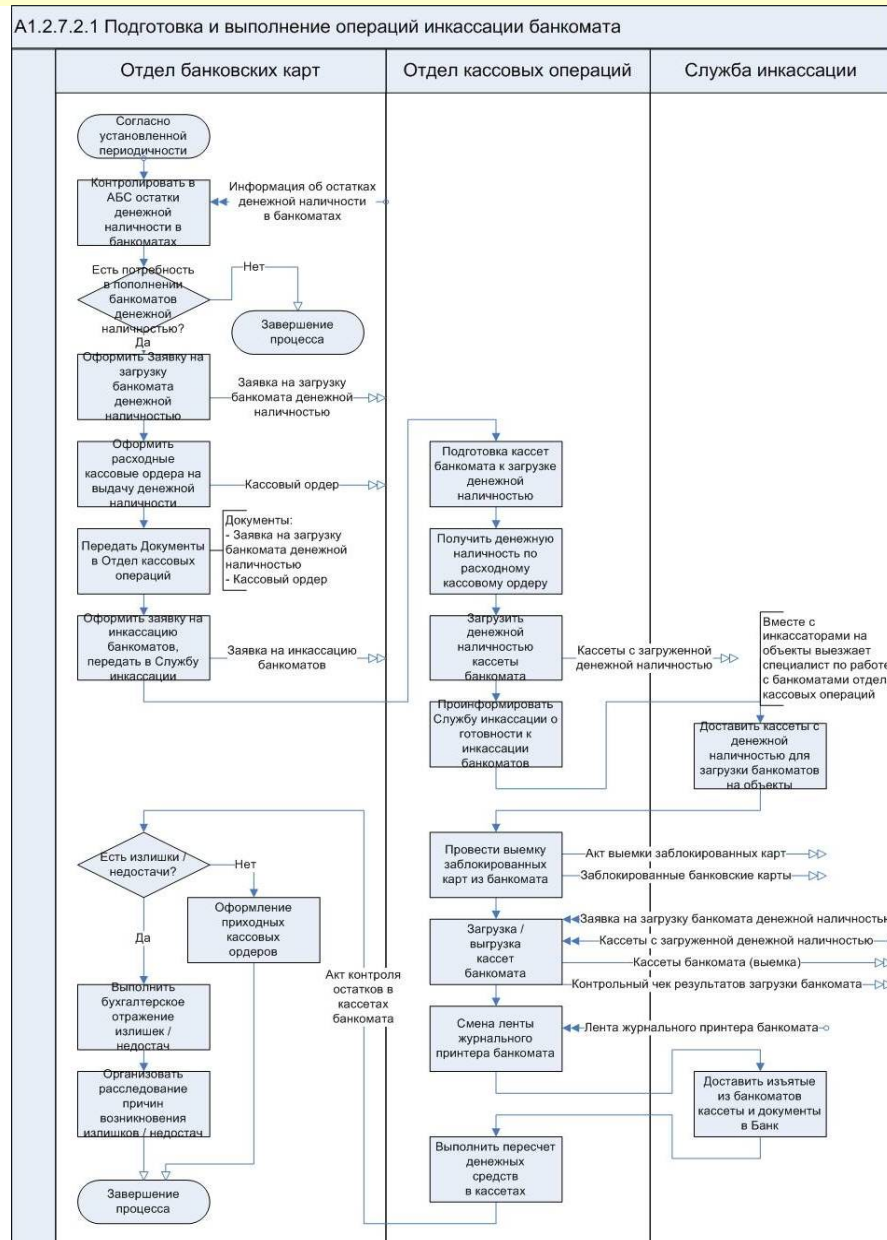 А1.2.7.2.1 Подготовка и выполнение операций инкассации банкомата
Отдел банковских карт
Отдел кассовых операций
Служба инкассации
Согласно
установленной
периодичности
Контролировать в
АБС остатки
денежной
наличности в
банкоматах
Информация об остатках
денежной наличности
в банкоматах
Есть потребность
в пополнении
банкоматов
денежной
наличностью?
Нет
Завершение
процесса
Да
Оформить Заявку на
загрузку
банкомата
денежной
наличностью
Заявка на загрузку
банкомата денежной
наличностью
Оформить
расходные
кассовые ордера на
выдачу денежной
наличности
Кассовый ордер
Передать Документы
в Отдел кассовых
операций
Документы:
- Заявка на загрузку
банкомата денежной
наличностью
- Кассовый ордер
Оформить заявку на
инкассацию
банкоматов,
передать в Службу
инкассации
Заявка на инкассацию
банкоматов
Подготовка кассет
банкомата к загрузке
денежной
наличностью
Получить денежную
наличность по
расходному
кассовому ордеру
Загрузить
денежной
наличностью
кассеты
банкомата
Кассеты с загруженной
денежной наличностью
Проинформировать
Службу инкассации о
готовности к
инкассации
банкоматов
Вместе с
инкассаторами на
объекты выезжает
специалист по работе
с банкоматами отдел
кассовых операций
Доставить кассеты с
денежной
наличностью для
загрузки банкоматов
на объекты
Провести выемку
заблокированных
карт из банкомата
Акт выемки заблокированных карт
Заблокированные банковские карты
Загрузка /
выгрузка
кассет
банкомата
Заявка на загрузку банкомата денежной наличностью
Кассеты с загруженной денежной наличностью
Кассеты банкомата (выемка)
Контрольный чек результатов загрузки банкомата
Смена ленты
журнального
принтера банкомата
Лента журнального принтера банкомата
Доставить изъятые
из банкоматов
кассеты и документы
в Банк
Выполнить пересчет
денежных
средств
в кассетах
Акт контроля
остатков в
кассетах
банкомата
Есть излишки /
недостачи?
Нет
Оформление
приходных
кассовых
ордеров
Да
Выполнить
бухгалтерское
отражение
излишек /
недостач
Организовать
расследование
причин
возникновения
излишков / недостач
Завершение
процесса